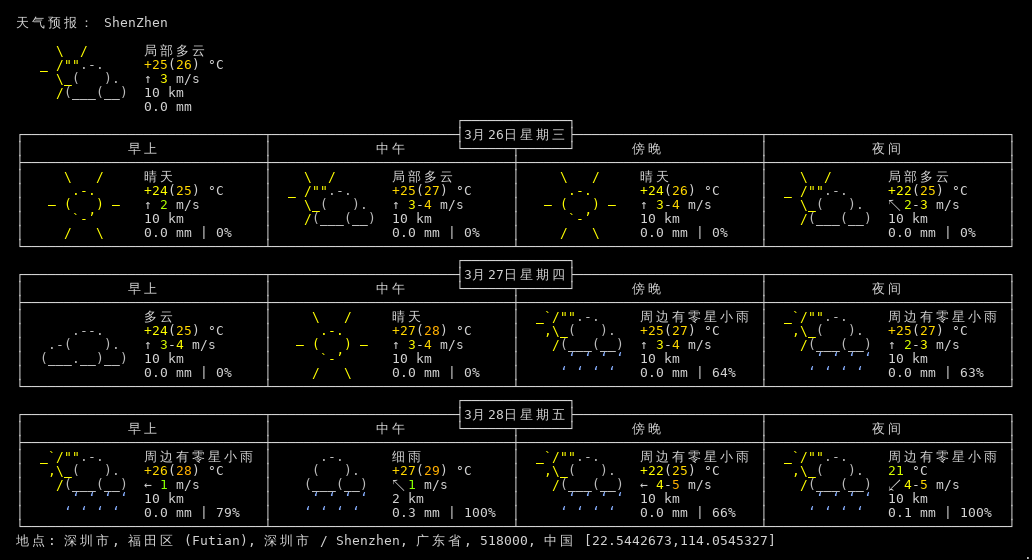 天气预报： ShenZhen
局部多云
+25(26) °C
↑ 3 m/s
10 km
0.0 mm
3月26日星期三
早上 中午 傍晚 夜间
晴天 局部多云 晴天 局部多云
+24(25) °C +25(27) °C +24(26) °C +22(25) °C
↑ 2 m/s ↑ 3-4 m/s ↑ 3-4 m/s ↖ 2-3 m/s
10 km 10 km 10 km 10 km
0.0 mm | 0% 0.0 mm | 0% 0.0 mm | 0% 0.0 mm | 0%
3月27日星期四
早上 中午 傍晚 夜间
多云 晴天 周边有零星小雨 周边有零星小雨
+24(25) °C +27(28) °C +25(27) °C +25(27) °C
↑ 3-4 m/s ↑ 3-4 m/s ↑ 3-4 m/s ↑ 2-3 m/s
10 km 10 km 10 km 10 km
0.0 mm | 0% 0.0 mm | 0% 0.0 mm | 64% 0.0 mm | 63%
3月28日星期五
早上 中午 傍晚 夜间
周边有零星小雨 细雨 周边有零星小雨 周边有零星小雨
+26(28) °C +27(29) °C +22(25) °C 21 °C
← 1 m/s ↖ 1 m/s ← 4-5 m/s ↙ 4-5 m/s
10 km 2 km 10 km 10 km
0.0 mm | 79% 0.3 mm | 100% 0.0 mm | 66% 0.1 mm | 100%
地点: 深圳市, 福田区 (Futian), 深圳市 / Shenzhen, 广东省, 518000, 中国 [22.5442673,114.0545327]